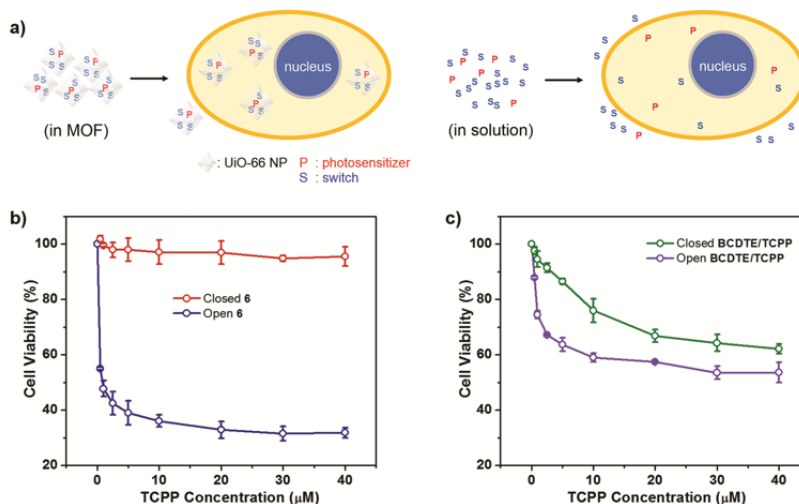 a)
nucleus
nucleus
(in MOF)
(in solution)
: UiO-66 NP
P : photosensitizer
S : switch
b)
Cell Viability (%)
100
80
60
40
20
Closed 6
Open 6
0 10 20 30 40
TCPP Concentration (µM)
c)
Cell Viability (%)
100
80
60
40
20
Closed BCDTE/TCPP
Open BCDTE/TCPP
0 10 20 30 40
TCPP Concentration (µM)